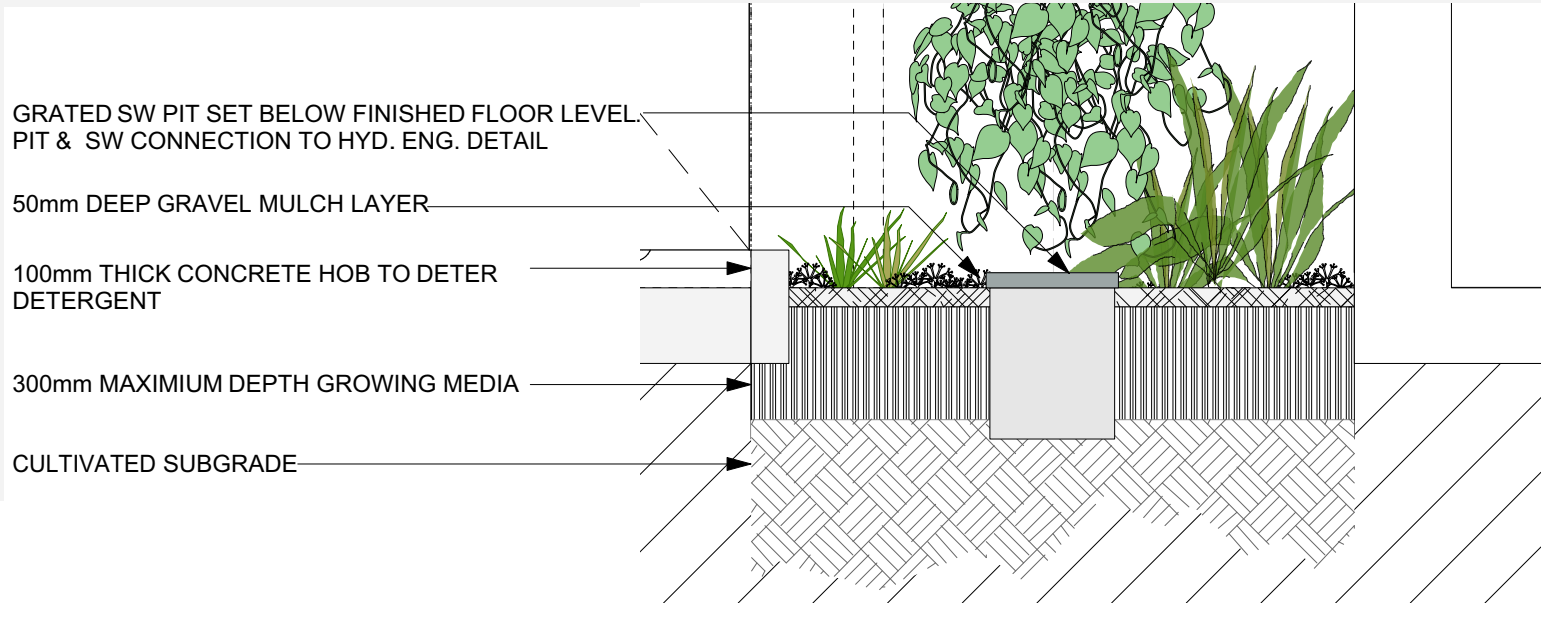 GRATED SW PIT SET BELOW FINISHED FLOOR LEVEL.
PIT & SW CONNECTION TO HYD. ENG. DETAIL
50mm DEEP GRAVEL MULCH LAYER
100mm THICK CONCRETE HOB TO DETER
DETERGENT
300mm MAXIMIUM DEPTH GROWING MEDIA
CULTIVATED SUBGRADE